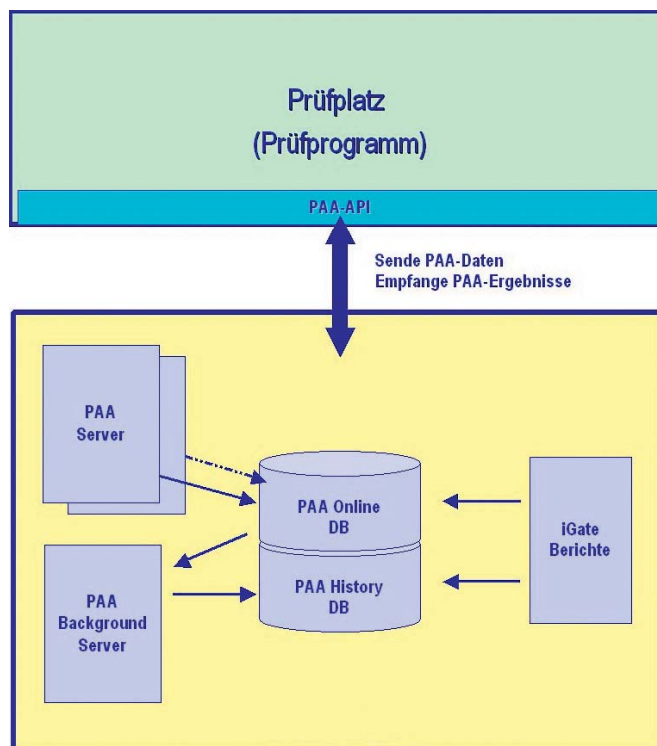 Prüfplatz
(Prüfprogramm)
PAA-API
Sende PAA-Daten
Empfange PAA-Ergebnisse
PAA
Server
PAA Online
DB
iGate
Berichte
PAA History
DB
PAA
Background
Server